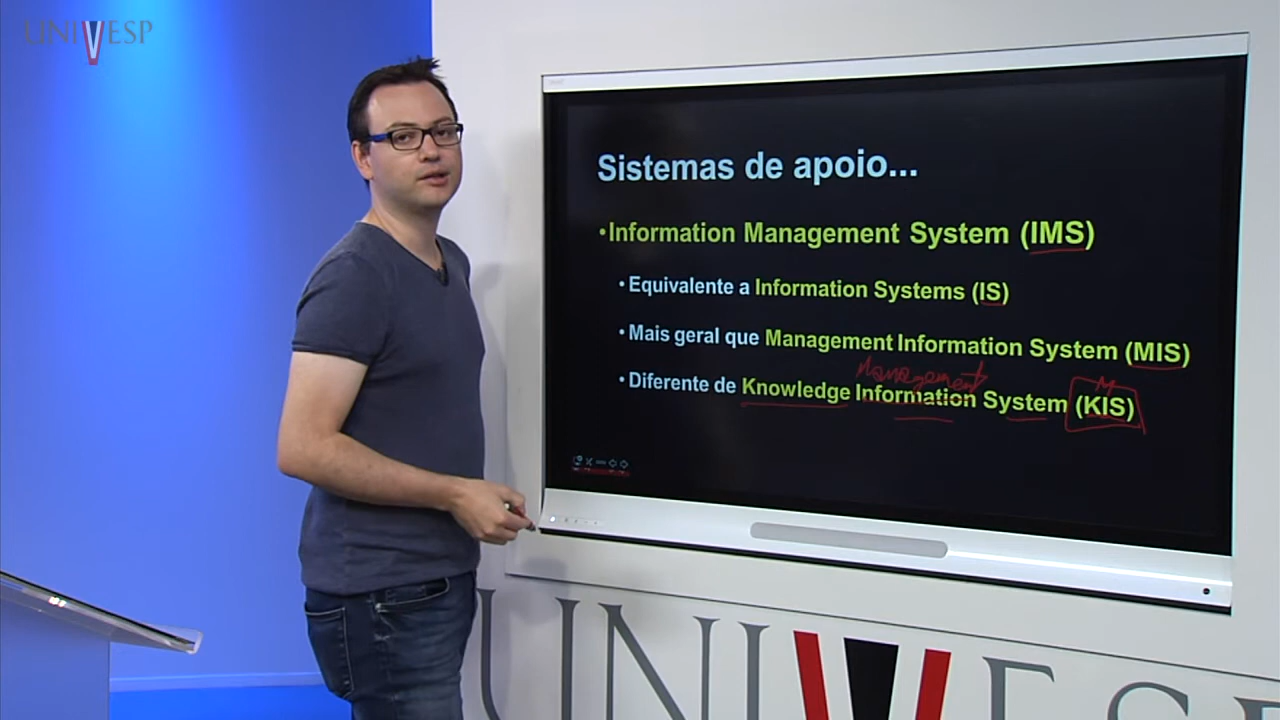 UNIVESP
Sistemas de apoio...
•Information Management System (IMS)
•Equivalente a Information Systems (IS)
•Mais geral que Management Information System (MIS)
Management
M
•Diferente de Knowledge Information System (KIS)
UNIVESP